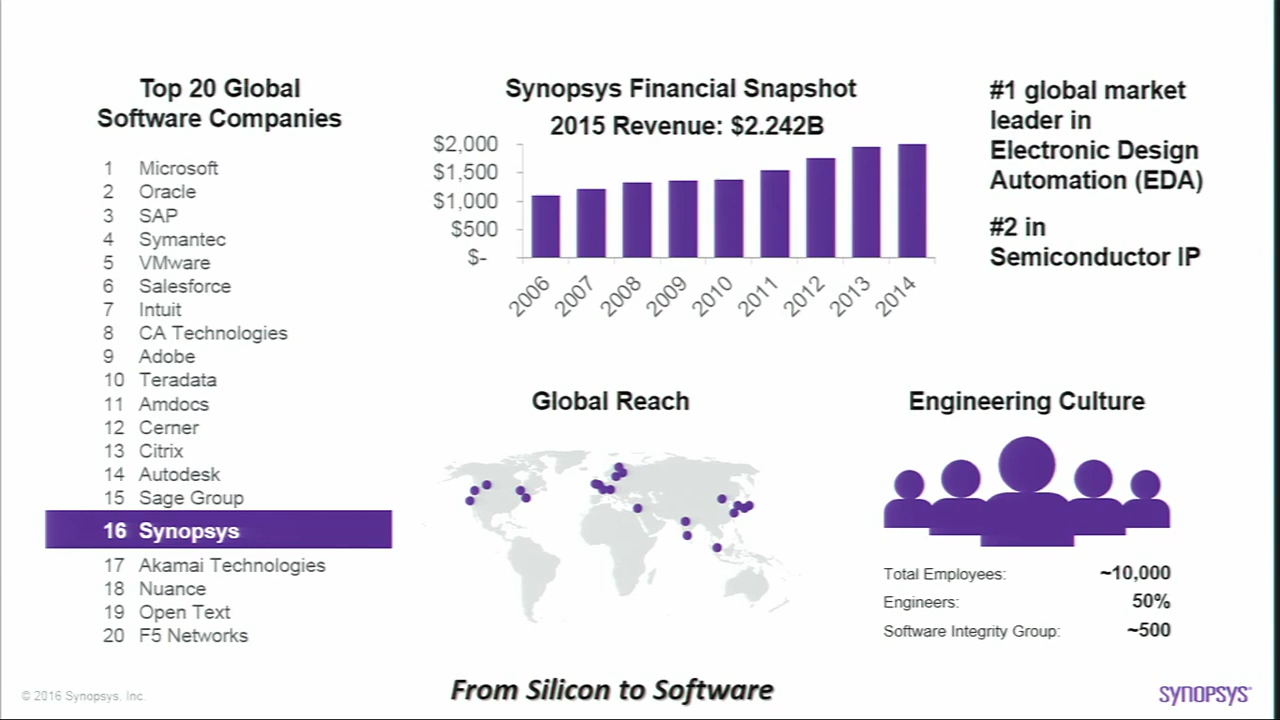 Top 20 Global
Software Companies
1 Microsoft
2 Oracle
3 SAP
4 Symantec
5 VMware
6 Salesforce
7 Intuit
8 CA Technologies
9 Adobe
10 Teradata
11 Amdocs
12 Cerner
13 Citrix
14 Autodesk
15 Sage Group
16 Synopsys
17 Akamai Technologies
18 Nuance
19 Open Text
20 F5 Networks
Synopsys Financial Snapshot
2015 Revenue: $2.242B
$2,000
$1,500
$1,000
$500
$-
2006 2007 2008 2009 2010 2011 2012 2013 2014
#1 global market
leader in
Electronic Design
Automation (EDA)
#2 in
Semiconductor IP
Global Reach
Engineering Culture
Total Employees: ~10,000
Engineers: 50%
Software Integrity Group: ~500
© 2016 Synopsys, Inc.
From Silicon to Software
SYNOPSYS